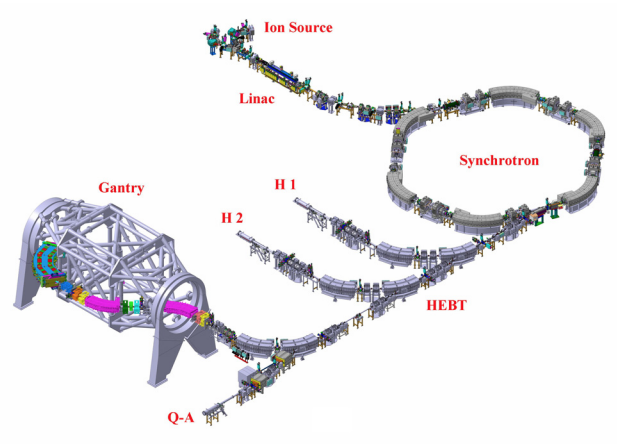 Ion Source
Linac
Synchrotron
H 1
Gantry
H 2
HEBT
Q-A